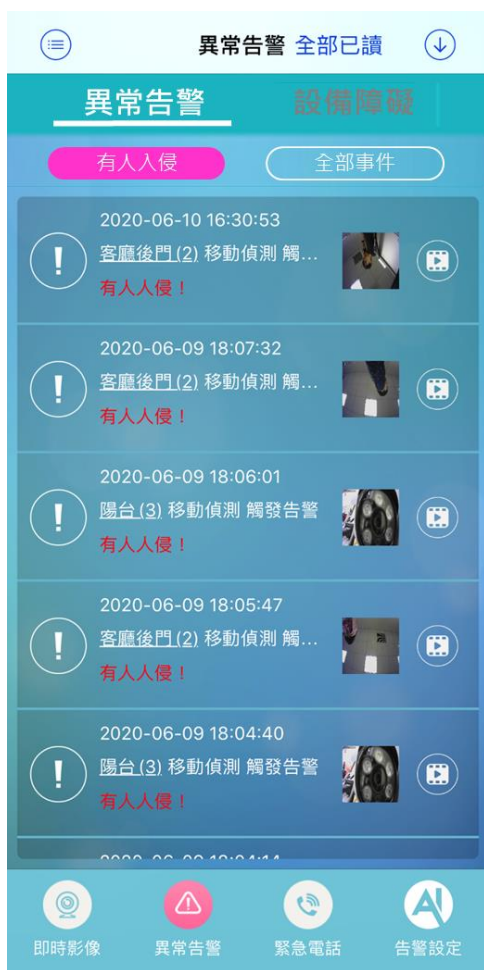 異常告警 全部已讀
異常告警 設備障礙
有人入侵 全部事件
2020-06-10 16:30:53
客廳後門(2) 移動偵測 觸...
有人入侵！
2020-06-09 18:07:32
客廳後門(2) 移動偵測 觸...
有人入侵！
2020-06-09 18:06:01
陽台(3) 移動偵測 觸發告警
有人入侵！
2020-06-09 18:05:47
客廳後門(2) 移動偵測 觸...
有人入侵！
2020-06-09 18:04:40
陽台(3) 移動偵測 觸發告警
有人入侵！
即時影像 異常告警 緊急電話 告警設定